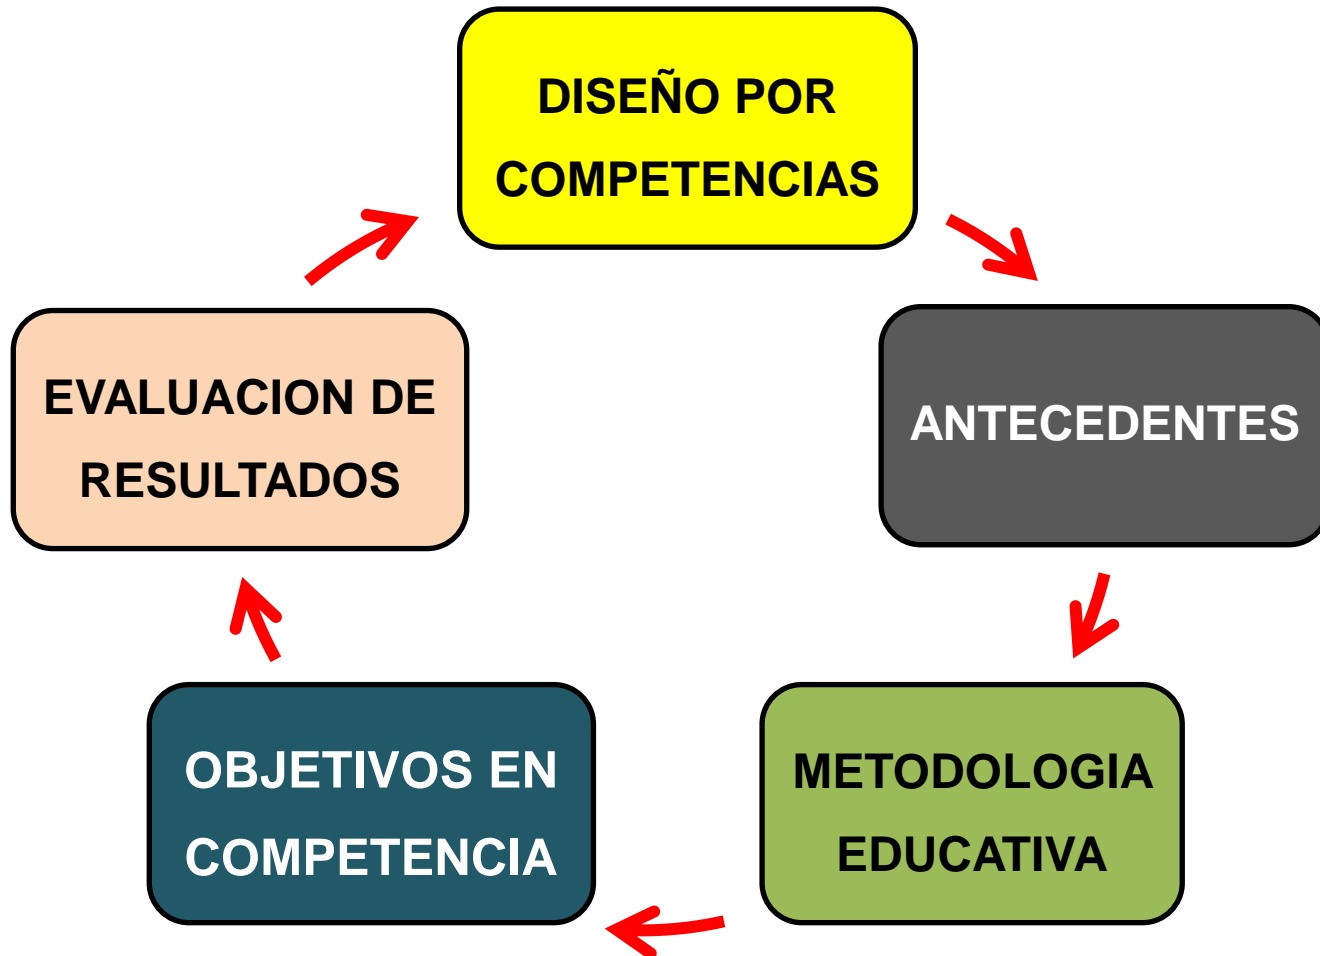 DISEÑO POR
COMPETENCIAS
ANTECEDENTES
METODOLOGIA
EDUCATIVA
OBJETIVOS EN
COMPETENCIA
EVALUACION DE
RESULTADOS